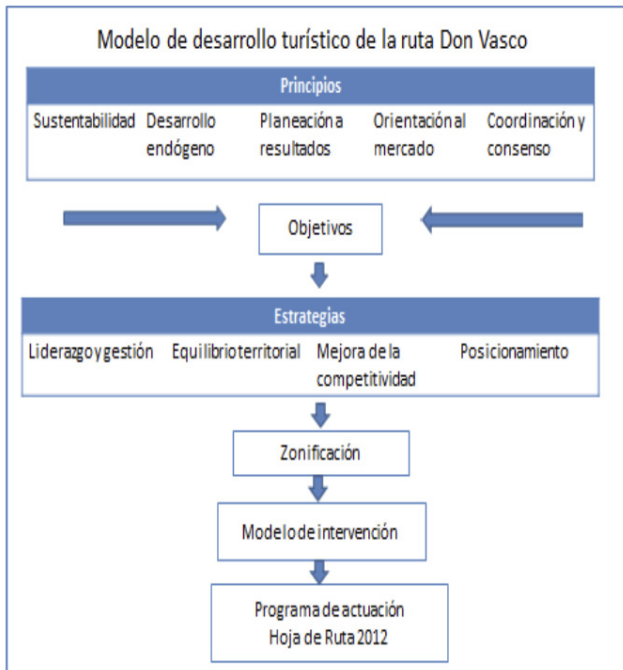 Modelo de desarrollo turístico de la ruta Don Vasco
Principios
Sustentabilidad
Desarrollo
endógeno
Planeación a
resultados
Orientación al
mercado
Coordinación y
consenso
Objetivos
Estrategias
Liderazgo y gestión
Equilibrio territorial
Mejora de la
competitividad
Posicionamiento
Zonificación
Modelo de intervención
Programa de actuación
Hoja de Ruta 2012